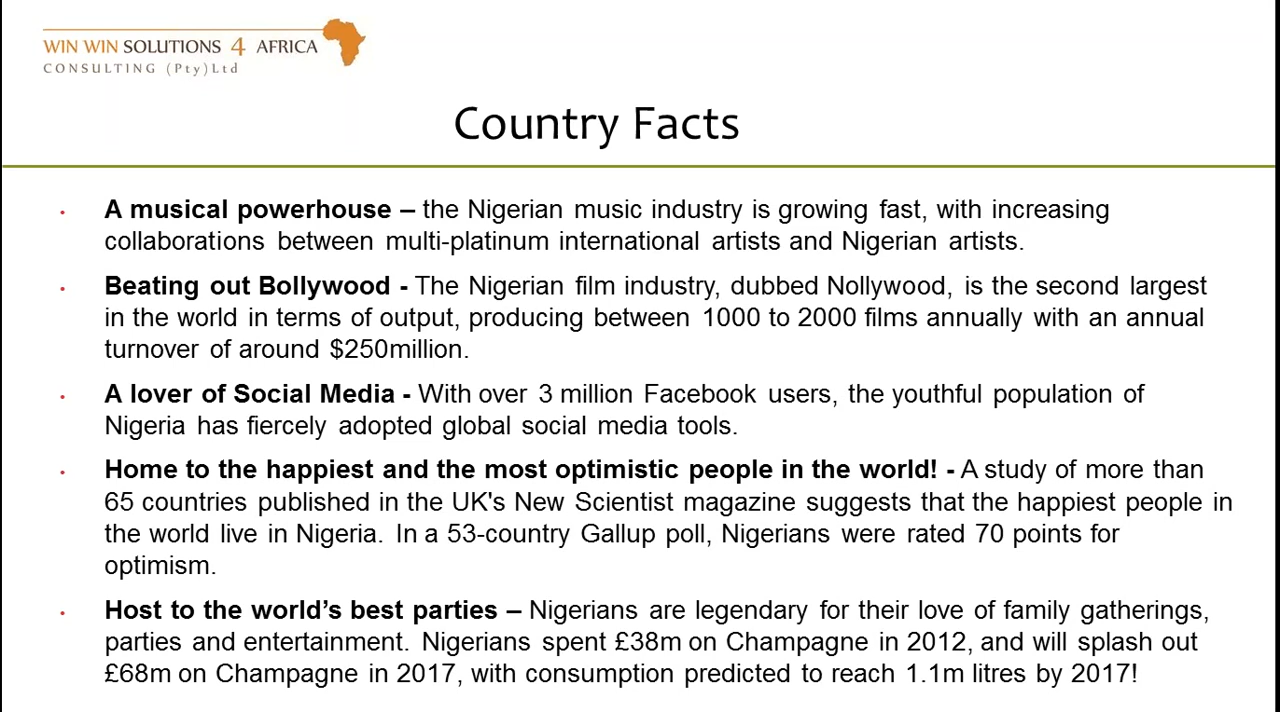 WIN WIN SOLUTIONS 4 AFRICA
CONSULTING (Pty)Ltd
Country Facts
• A musical powerhouse – the Nigerian music industry is growing fast, with increasing
collaborations between multi-platinum international artists and Nigerian artists.
• Beating out Bollywood - The Nigerian film industry, dubbed Nollywood, is the second largest
in the world in terms of output, producing between 1000 to 2000 films annually with an annual
turnover of around $250million.
• A lover of Social Media - With over 3 million Facebook users, the youthful population of
Nigeria has fiercely adopted global social media tools.
• Home to the happiest and the most optimistic people in the world! - A study of more than
65 countries published in the UK's New Scientist magazine suggests that the happiest people in
the world live in Nigeria. In a 53-country Gallup poll, Nigerians were rated 70 points for
optimism.
• Host to the world’s best parties – Nigerians are legendary for their love of family gatherings,
parties and entertainment. Nigerians spent £38m on Champagne in 2012, and will splash out
£68m on Champagne in 2017, with consumption predicted to reach 1.1m litres by 2017!